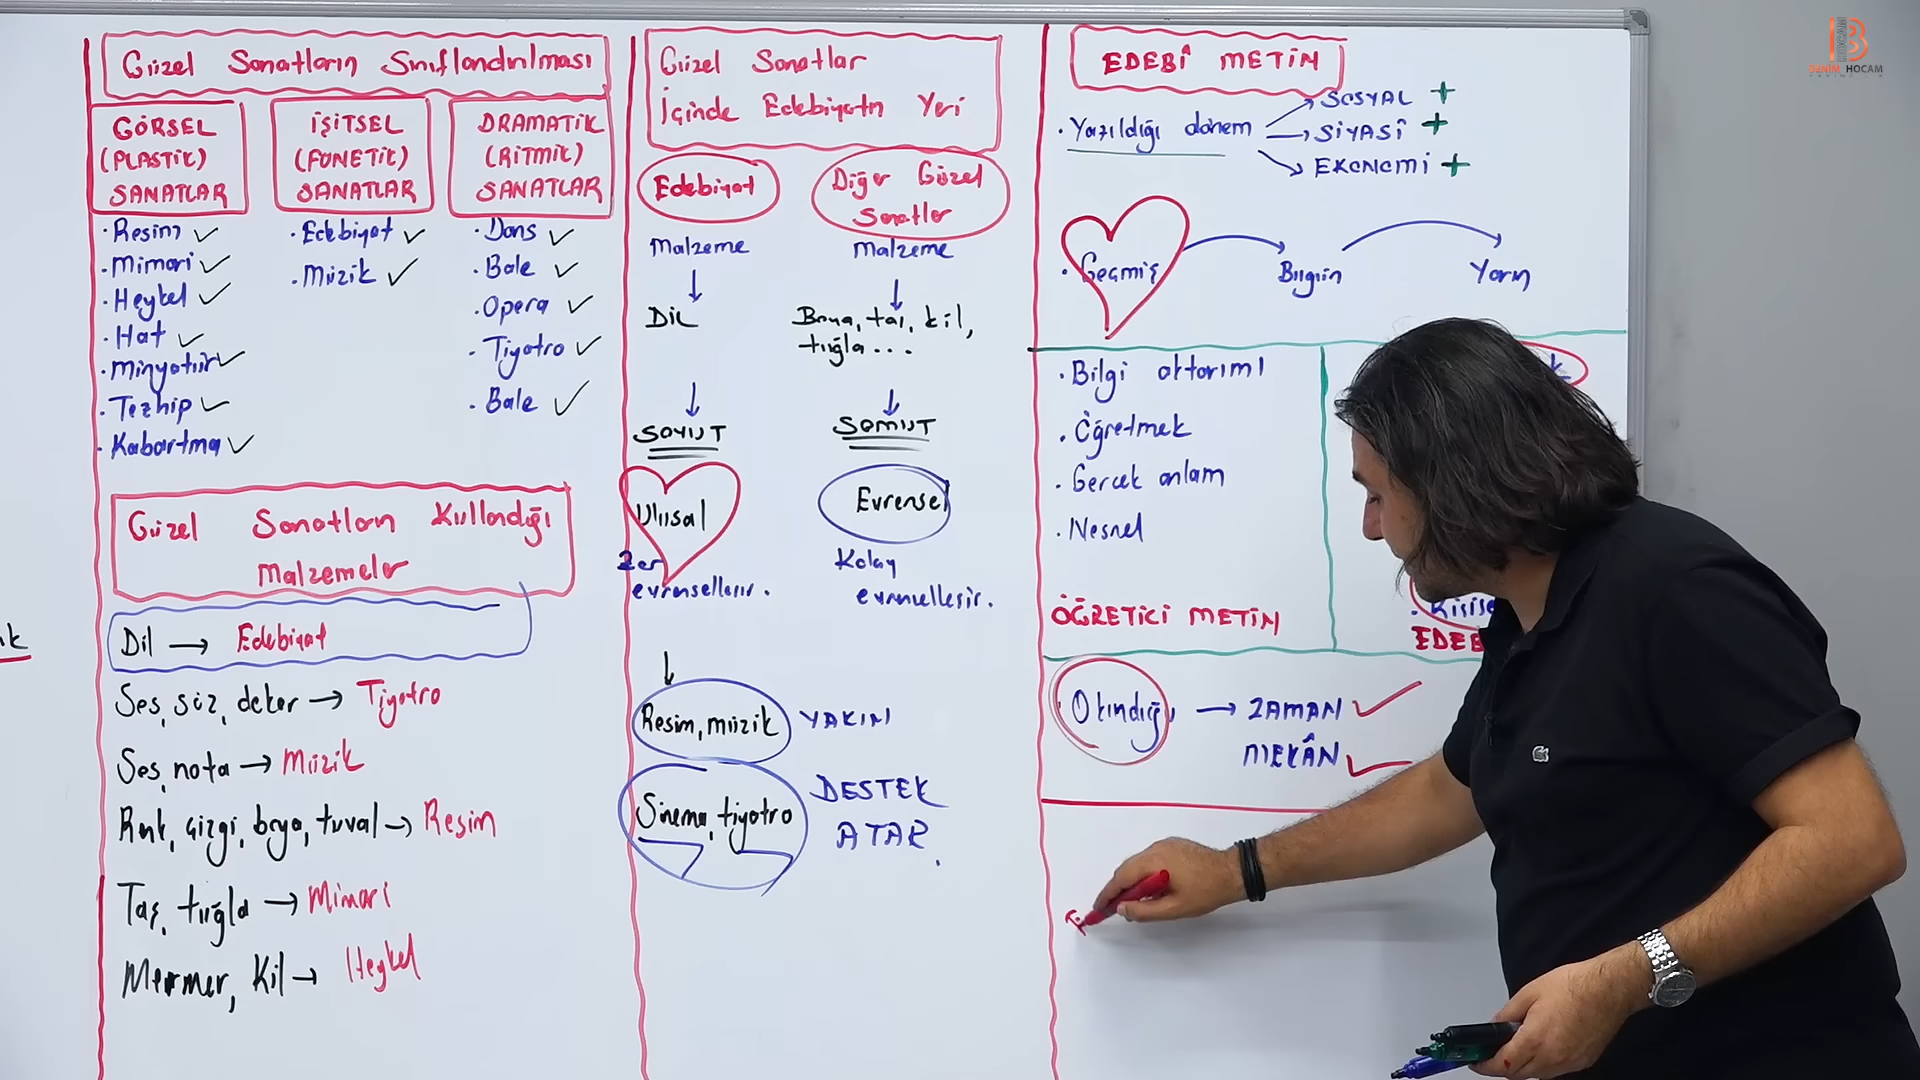 Güzel Sanatların Sınıflandırılması
GÖRSEL
(PLASTİK)
SANATLAR
· Resim
· Mimari
· Heykel
· Hat
· Minyatür
· Tezhip
· Kabartma
İŞİTSEL
(FONETİK)
SANATLAR
· Edebiyat
· Müzik
DRAMATİK
(RİTMİK)
SANATLAR
· Dans
· Bale
· Opera
· Tiyatro
· Bale
Güzel Sanatların Kullandığı
Malzemeler
Dil → Edebiyat
Ses, söz, dekor → Tiyatro
Ses, nota → Müzik
Renk, çizgi, boya, tuval → Resim
Taş, tuğla → Mimari
Mermer, Kil → Heykel
Güzel Sanatlar
İçinde Edebiyatın Yeri
Edebiyat
Malzeme
↓
DİL
↓
SOYUT
Ulusal
evrenselleşir.
Diğer Güzel
Sanatlar
Malzeme
↓
Boya, taş, kil,
tuğla...
↓
SOMUT
Evrensel
Kolay
evrenselleşir.
↓
Resim, müzik YAKIN
Sinema, tiyatro DESTEK
ATAR
EDEBÎ METİN
· Yazıldığı dönem → SOSYAL +
→ SİYASÎ +
→ EKONOMİ +
· Geçmiş Bugün Yarın
· Bilgi aktarımı
· Öğretmek
· Gerçek anlam
· Nesnel
ÖĞRETİCİ METİN
· Okunduğu → ZAMAN
MEKÂN
BENİM HOCAM